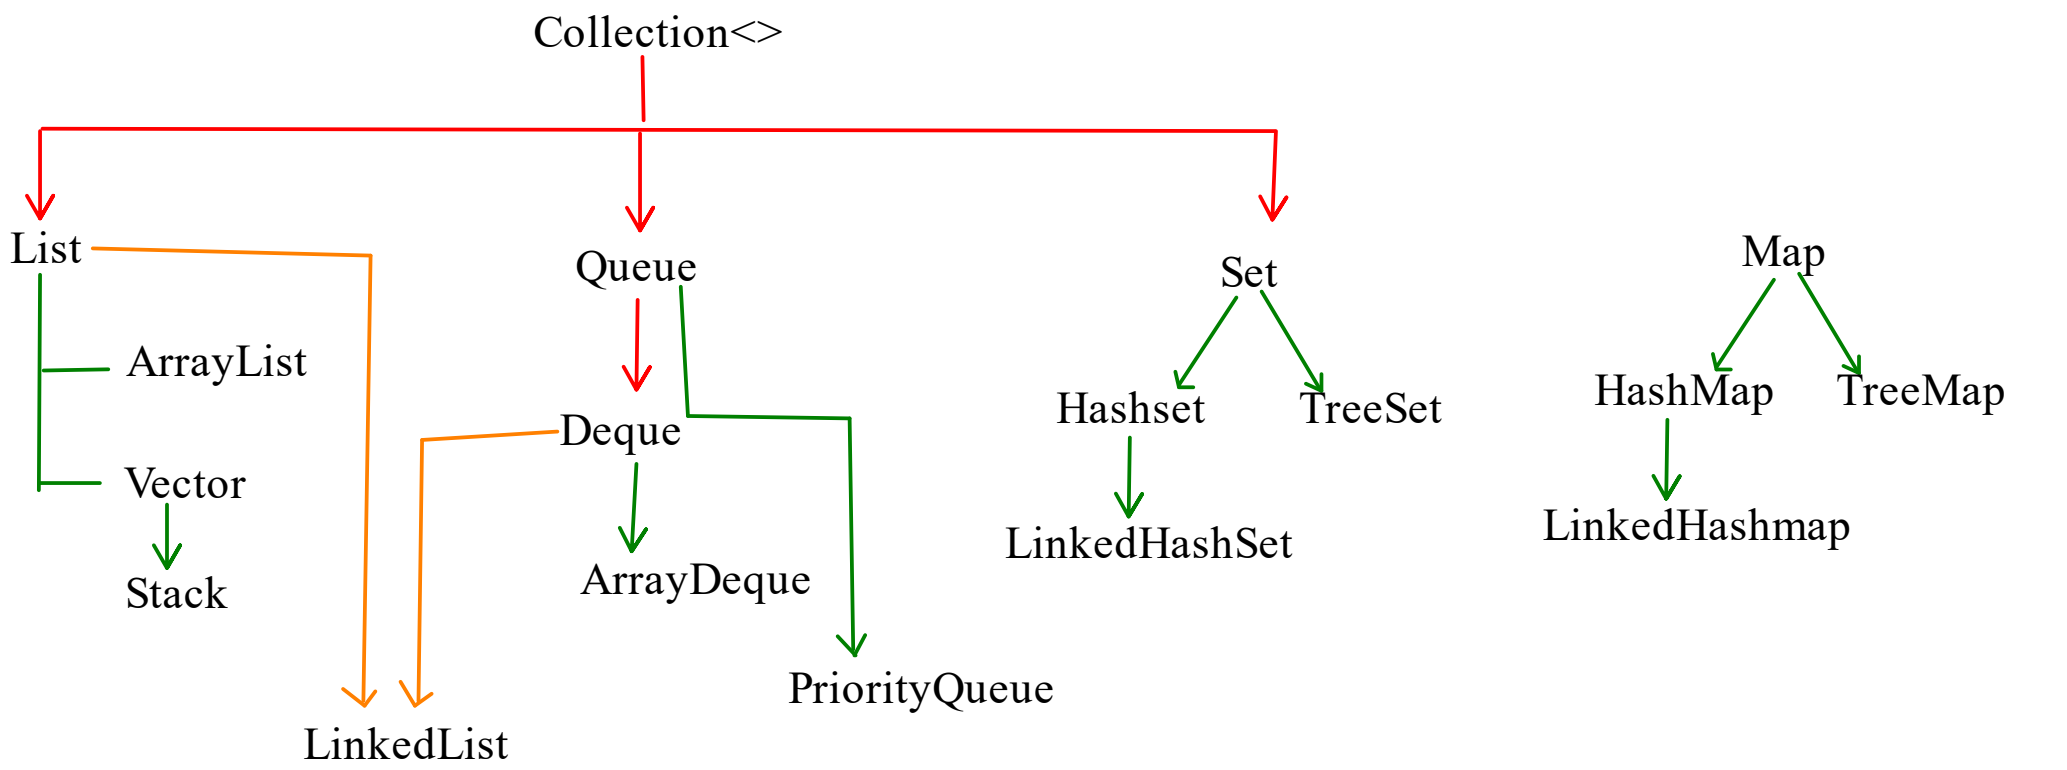 Collection<>
List
Queue
Set
Map
ArrayList
Hashset
TreeSet
HashMap
TreeMap
Deque
Vector
LinkedHashSet
LinkedHashmap
Stack
ArrayDeque
PriorityQueue
LinkedList